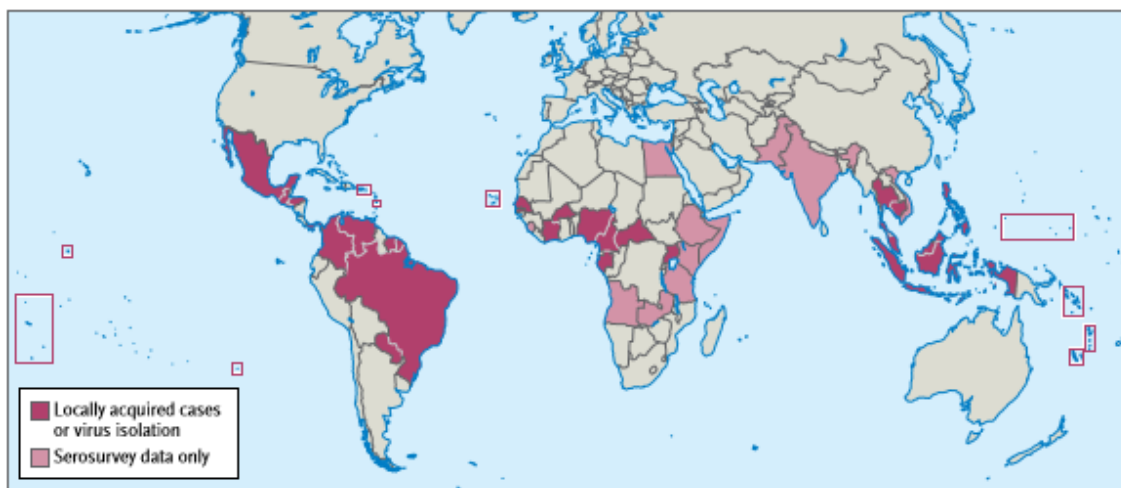 Locally acquired cases
or virus isolation
Serosurvey data only